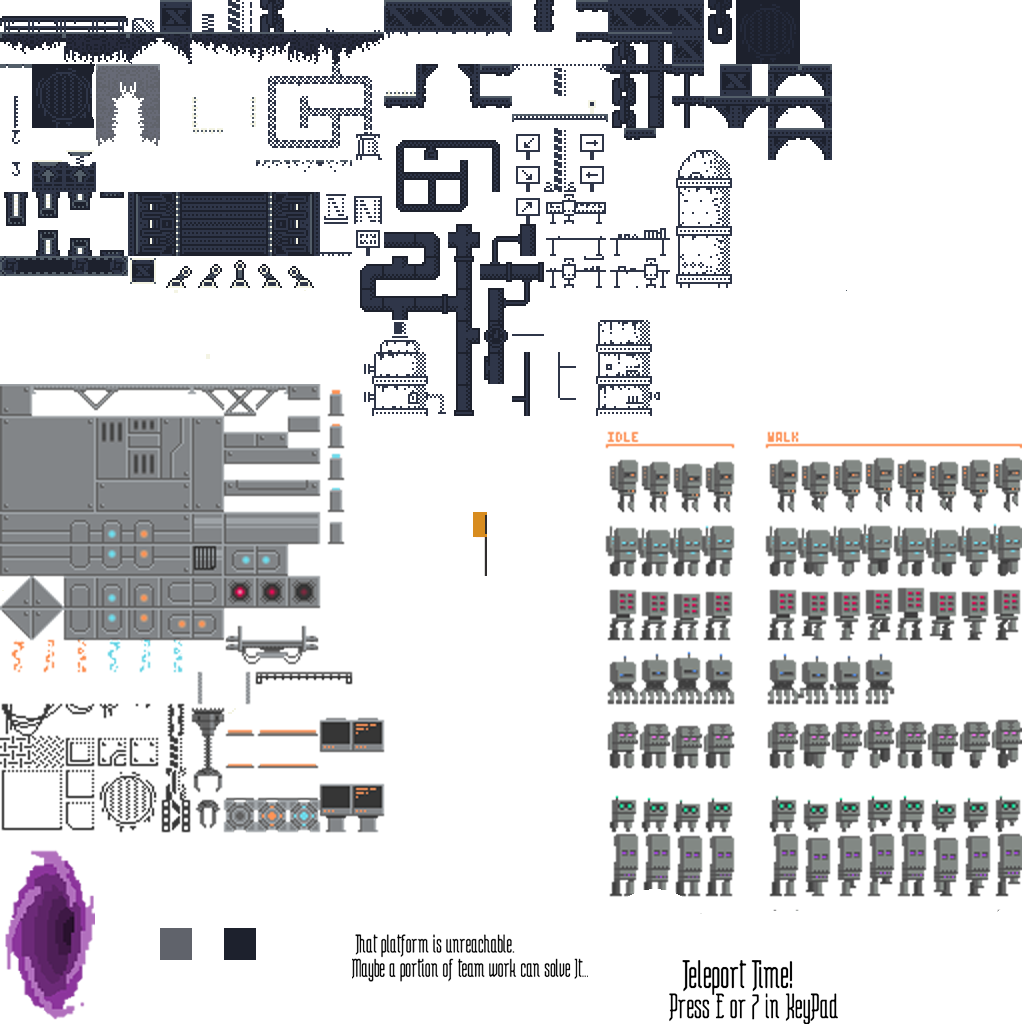 IDLE
WALK
That platform is unreachable.
Maybe a portion of team work can solve It...
Teleport Time!
Press E or 7 in KeyPad